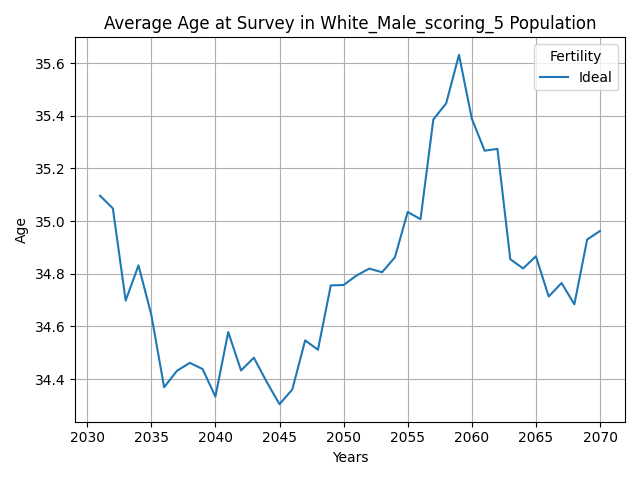 Average Age at Survey in White_Male_scoring_5 Population
Fertility
Ideal
35.6
35.4
35.2
35.0
34.8
34.6
34.4
Age
2030 2035 2040 2045 2050 2055 2060 2065 2070
Years